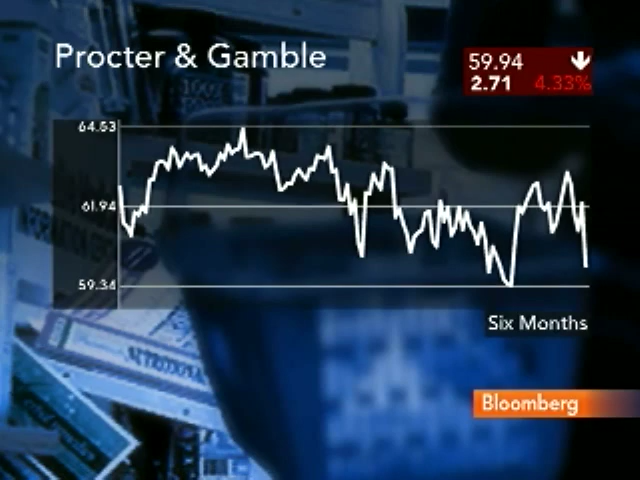 Procter & Gamble
59.94
2.71 4.33%
64.53
61.94
59.34
Six Months
Bloomberg